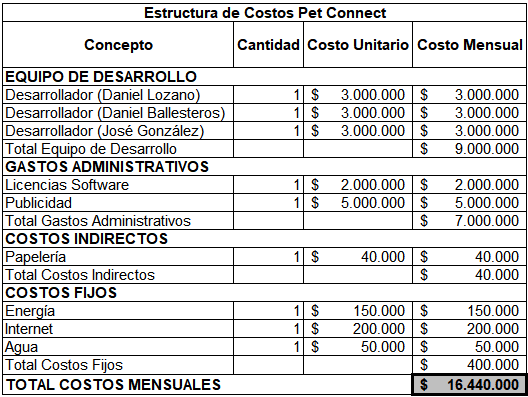 Estructura de Costos Pet Connect
Concepto Cantidad Costo Unitario Costo Mensual
EQUIPO DE DESARROLLO
Desarrollador (Daniel Lozano) 1 $ 3.000.000 $ 3.000.000
Desarrollador (Daniel Ballesteros) 1 $ 3.000.000 $ 3.000.000
Desarrollador (José González) 1 $ 3.000.000 $ 3.000.000
Total Equipo de Desarrollo $ 9.000.000
GASTOS ADMINISTRATIVOS
Licencias Software 1 $ 2.000.000 $ 2.000.000
Publicidad 1 $ 5.000.000 $ 5.000.000
Total Gastos Administrativos $ 7.000.000
COSTOS INDIRECTOS
Papelería 1 $ 40.000 $ 40.000
Total Costos Indirectos $ 40.000
COSTOS FIJOS
Energía 1 $ 150.000 $ 150.000
Internet 1 $ 200.000 $ 200.000
Agua 1 $ 50.000 $ 50.000
Total Costos Fijos $ 400.000
TOTAL COSTOS MENSUALES $ 16.440.000